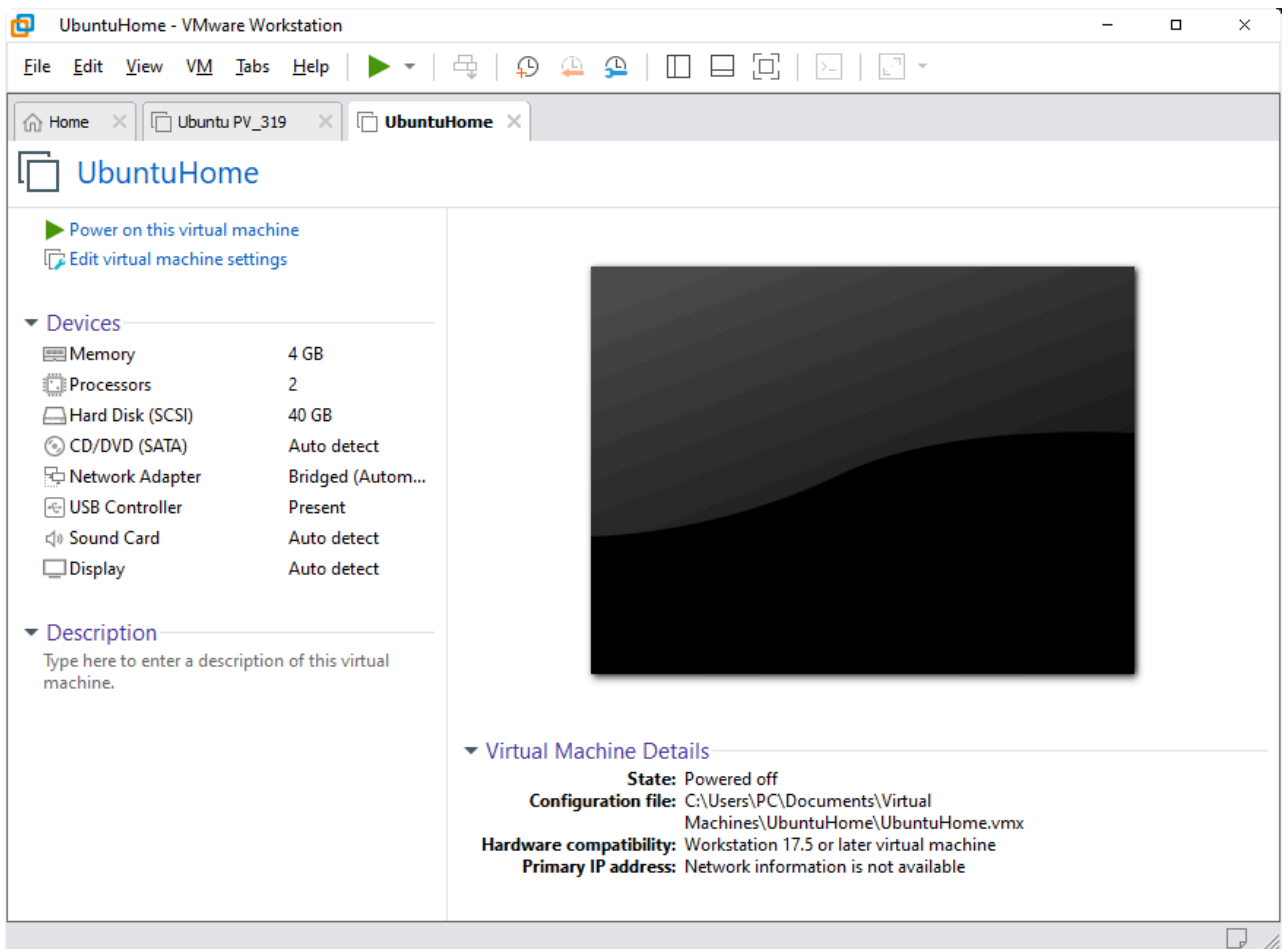 UbuntuHome - VMware Workstation
File Edit View VM Tabs Help
Home Ubuntu PV_319 UbuntuHome
UbuntuHome
Power on this virtual machine
Edit virtual machine settings
Devices
Memory 4 GB
Processors 2
Hard Disk (SCSI) 40 GB
CD/DVD (SATA) Auto detect
Network Adapter Bridged (Autom...
USB Controller Present
Sound Card Auto detect
Display Auto detect
Description
Type here to enter a description of this virtual
machine.
Virtual Machine Details
State: Powered off
Configuration file: C:\Users\PC\Documents\Virtual
Machines\UbuntuHome\UbuntuHome.vmx
Hardware compatibility: Workstation 17.5 or later virtual machine
Primary IP address: Network information is not available